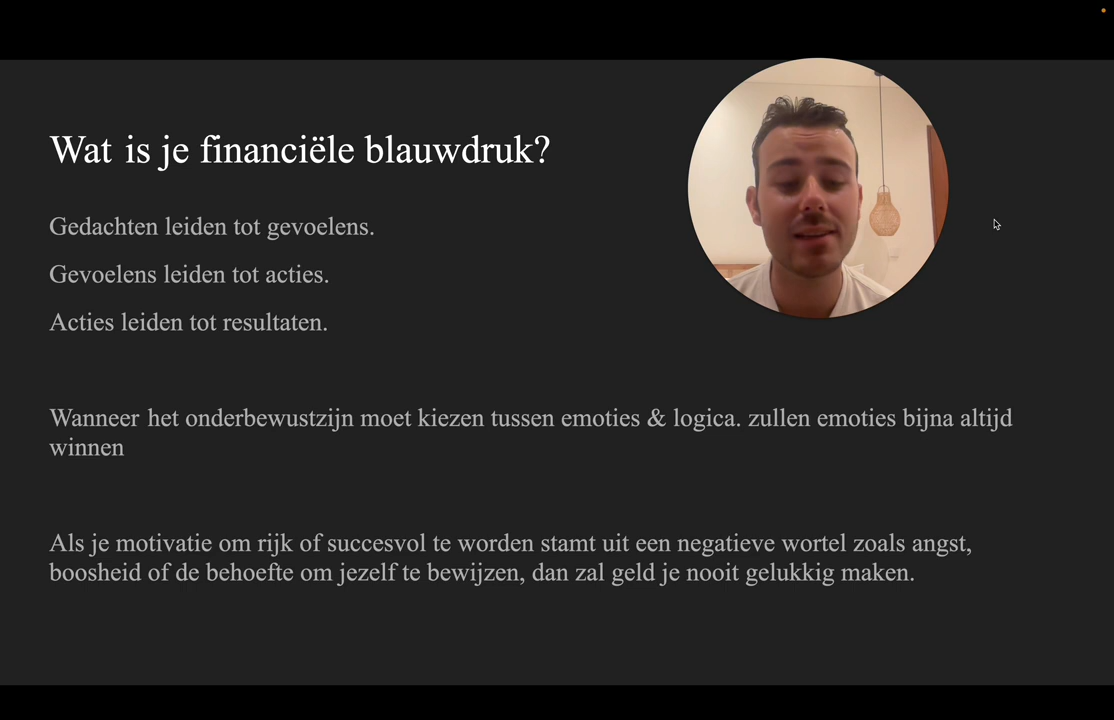 Wat is je financiële blauwdruk?
Gedachten leiden tot gevoelens.
Gevoelens leiden tot acties.
Acties leiden tot resultaten.
Wanneer het onderbewustzijn moet kiezen tussen emoties & logica. zullen emoties bijna altijd
winnen
Als je motivatie om rijk of succesvol te worden stamt uit een negatieve wortel zoals angst,
boosheid of de behoefte om jezelf te bewijzen, dan zal geld je nooit gelukkig maken.